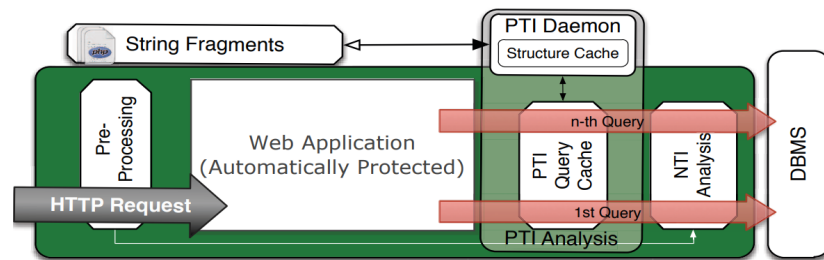 String Fragments
php
PTI Daemon
Structure Cache
Pre-
Processing
Web Application
(Automatically Protected)
HTTP Request
PTI
Query
Cache
NTI
Analysis
n-th Query
1st Query
PTI Analysis
DBMS